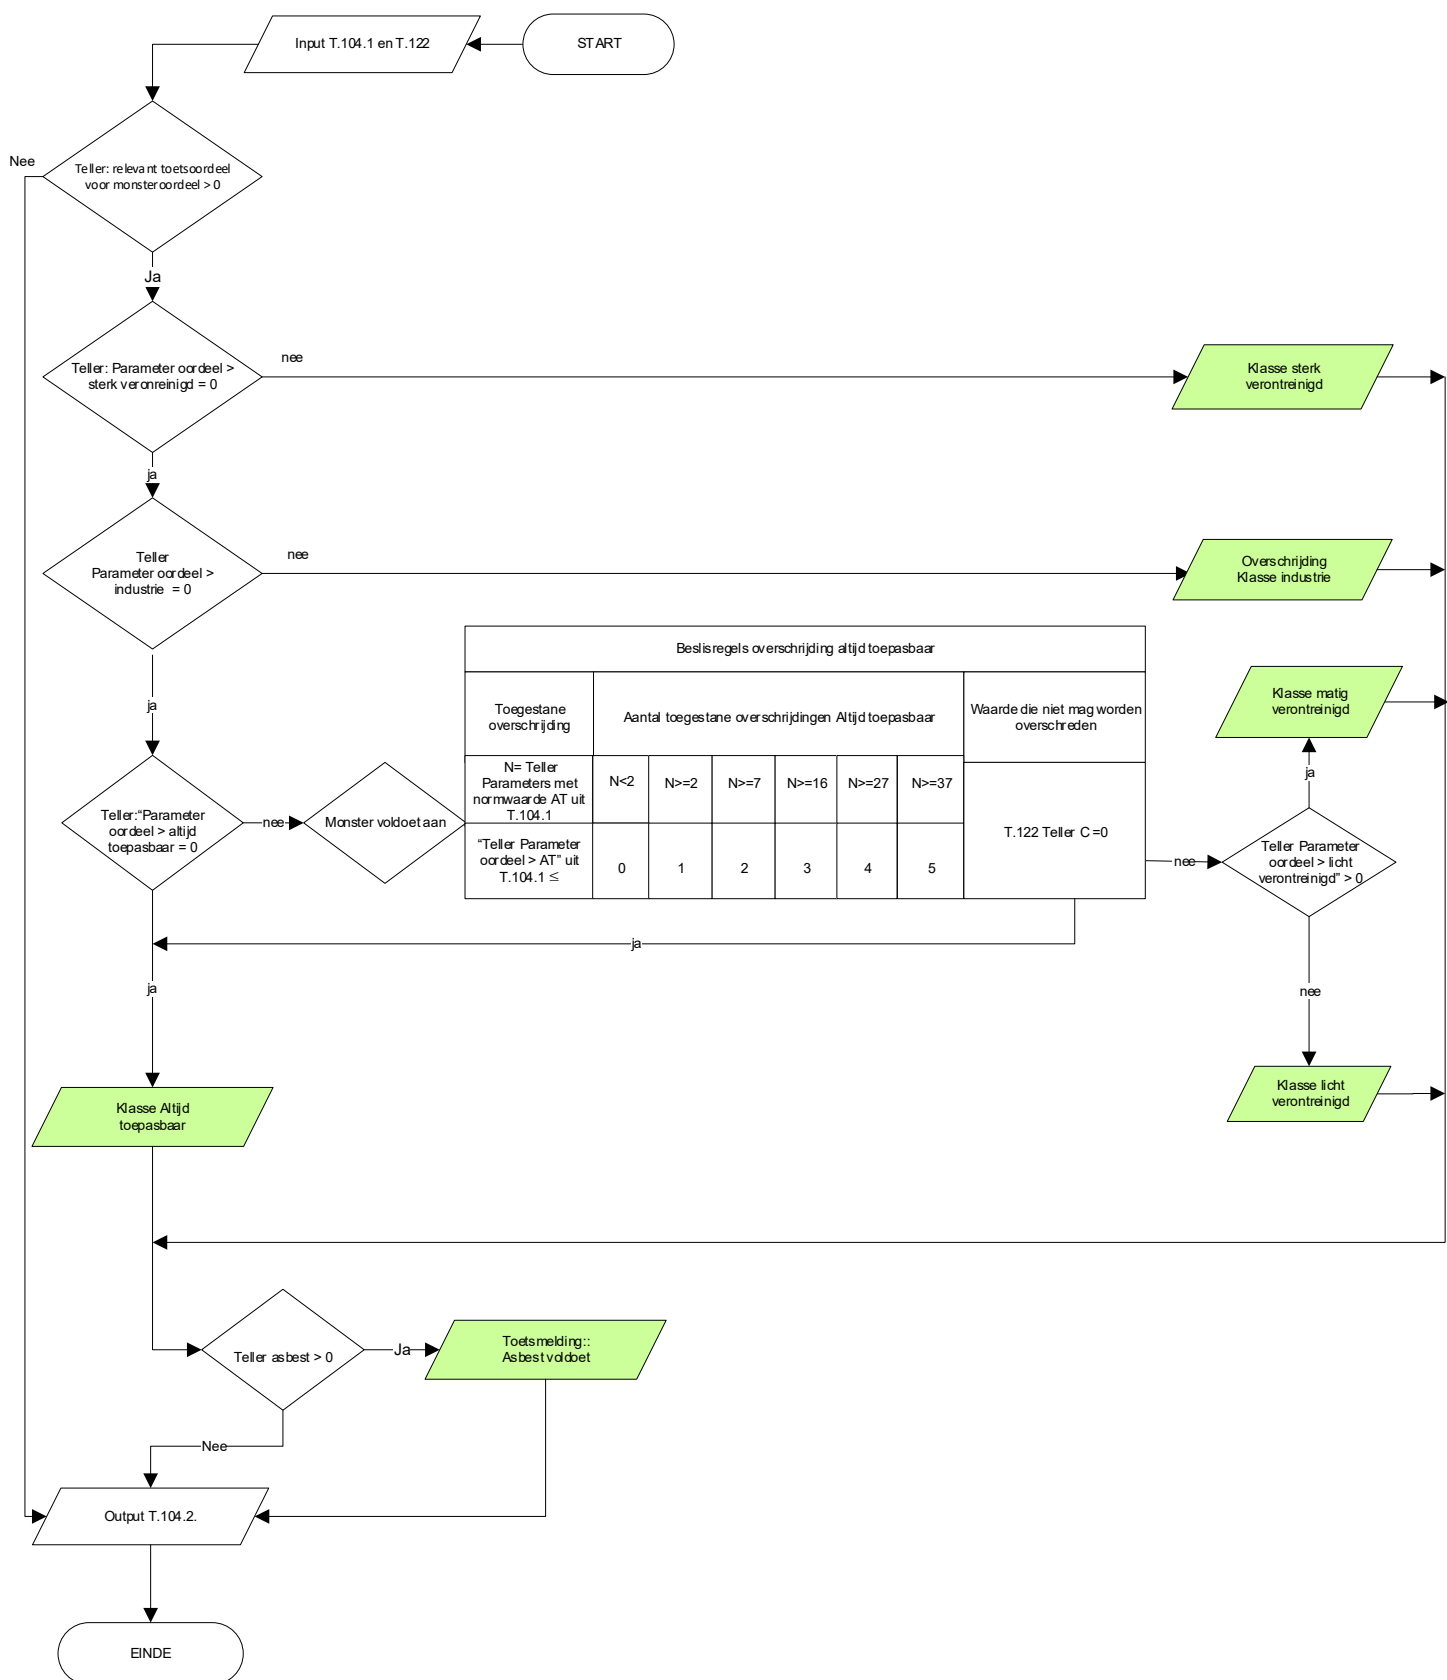 START
Input T.104.1 en T.122
Teller: relevant toetsoordeel
voor monsteroordeel > 0
Nee
Ja
Teller: Parameter oordeel >
sterk veronreinigd = 0
nee
Klasse sterk
verontreinigd
ja
Teller
Parameter oordeel >
industrie = 0
nee
Overschrijding
Klasse industrie
ja
Teller:“Parameter
oordeel > altijd
toepasbaar = 0
nee
Monster voldoet aan
Beslisregels overschrijding altijd toepasbaar
Toegestane
overschrijding
Aantal toegestane overschrijdingen Altijd toepasbaar
Waarde die niet mag worden
overschreden
N= Teller
Parameters met
normwaarde AT uit
T.104.1
N<2
N>=2
N>=7
N>=16
N>=27
N>=37
“Teller Parameter
oordeel > AT” uit
T.104.1 ≤
0
1
2
3
4
5
T.122 Teller C =0
nee
Teller Parameter
oordeel > licht
verontreinigd” > 0
ja
Klasse matig
verontreinigd
nee
Klasse licht
verontreinigd
ja
ja
Klasse Altijd
toepasbaar
Teller asbest > 0
Ja
Toetsmelding::
Asbest voldoet
Nee
Output T.104.2.
EINDE